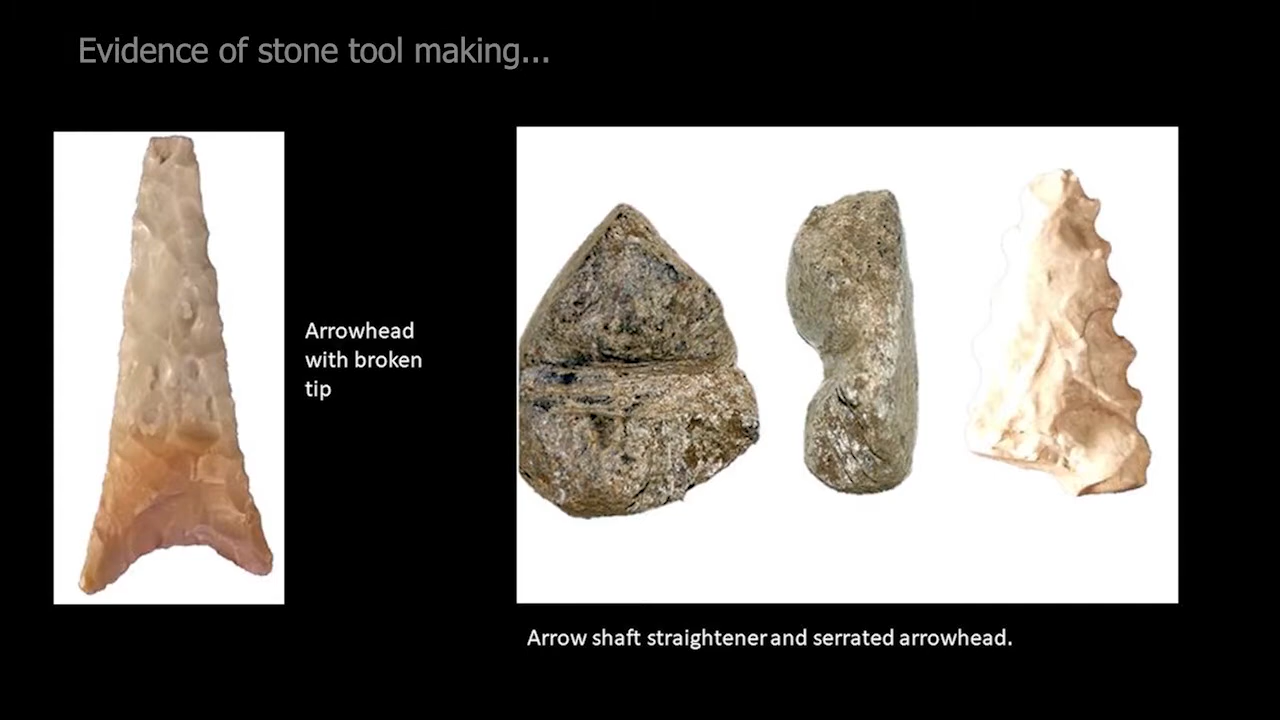 Evidence of stone tool making...
Arrowhead
with broken
tip
Arrow shaft straightener and serrated arrowhead.